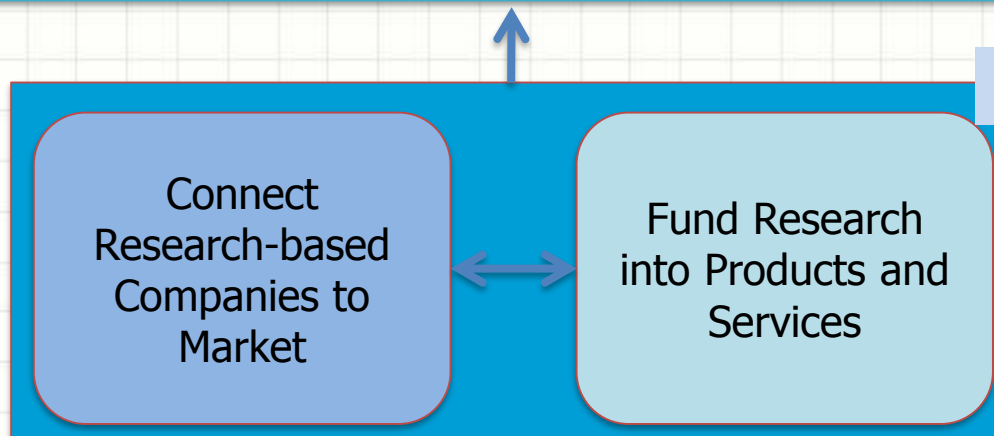 Connect
Research-based
Companies to
Market
Fund Research
into Products and
Services